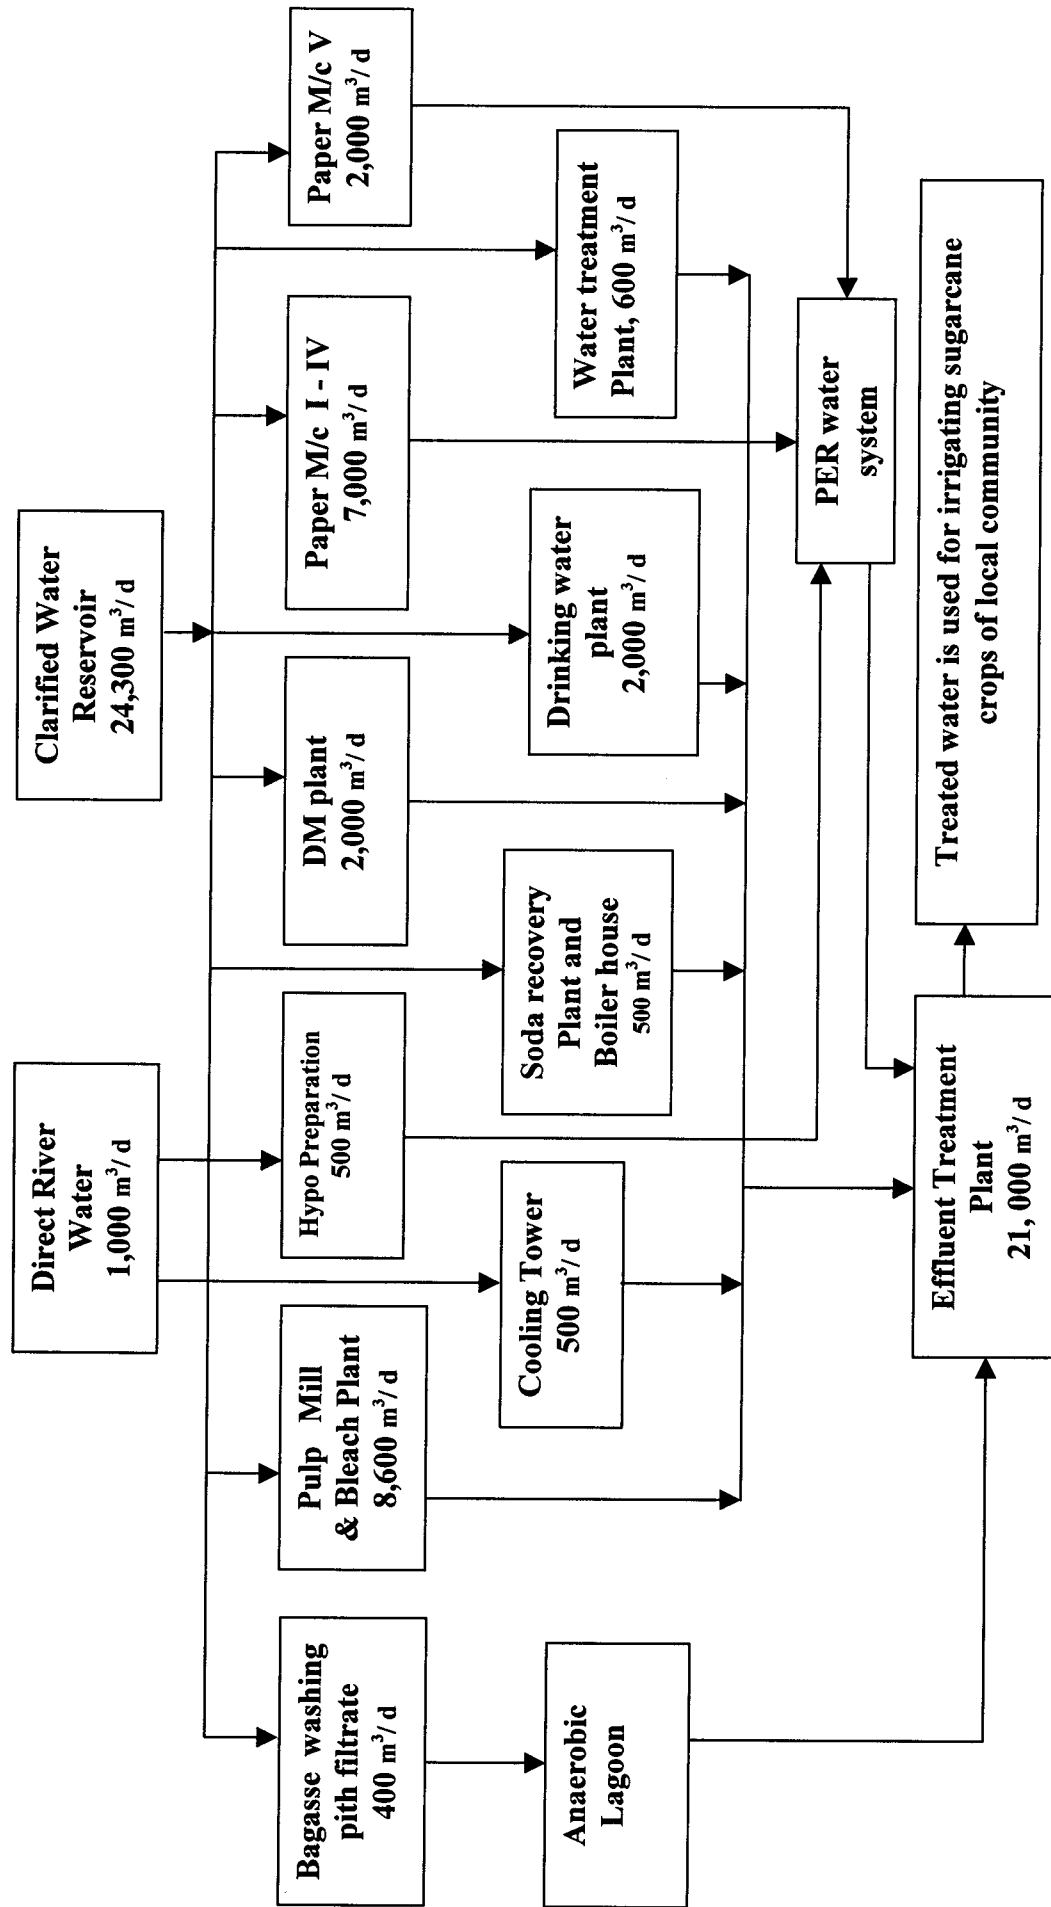 Direct River
Water
1,000 m³/ d
Clarified Water
Reservoir
24,300 m³/ d
Bagasse washing
pith filtrate
400 m³/ d
Pulp Mill
& Bleach Plant
8,600 m³/ d
Hypo Preparation
500 m³/ d
DM plant
2,000 m³/ d
Paper M/c I - IV
7,000 m³/ d
Paper M/c V
2,000 m³/ d
Anaerobic
Lagoon
Cooling Tower
500 m³/ d
Soda recovery
Plant and
Boiler house
500 m³/ d
Drinking water
plant
2,000 m³/ d
Water treatment
Plant, 600 m³/ d
PER water
system
Effluent Treatment
Plant
21, 000 m³/ d
Treated water is used for irrigating sugarcane
crops of local community